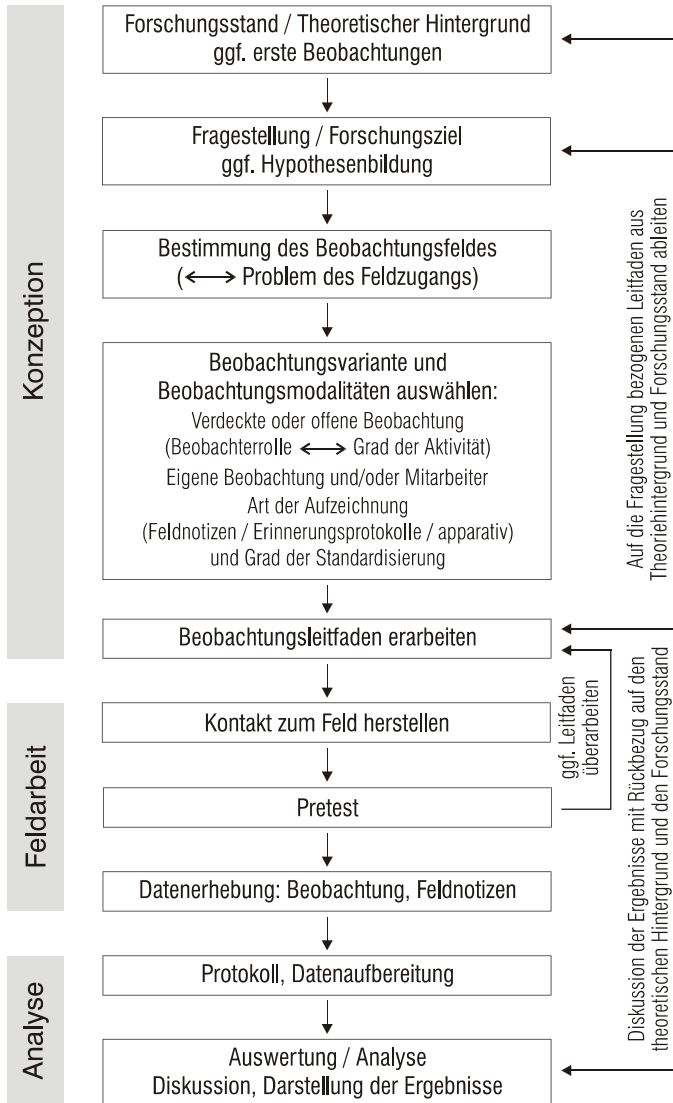 Konzeption
Forschungsstand / Theoretischer Hintergrund
ggf. erste Beobachtungen
Fragestellung / Forschungsziel
ggf. Hypothesenbildung
Bestimmung des Beobachtungsfeldes
(⟷ Problem des Feldzugangs)
Beobachtungsvariante und
Beobachtungsmodalitäten auswählen:
Verdeckte oder offene Beobachtung
(Beobachterrolle ⟷ Grad der Aktivität)
Eigene Beobachtung und/oder Mitarbeiter
Art der Aufzeichnung
(Feldnotizen / Erinnerungsprotokolle / apparativ)
und Grad der Standardisierung
Beobachtungsleitfaden erarbeiten
Feldarbeit
Kontakt zum Feld herstellen
Pretest
Datenerhebung: Beobachtung, Feldnotizen
Analyse
Protokoll, Datenaufbereitung
Auswertung / Analyse
Diskussion, Darstellung der Ergebnisse
Auf die Fragestellung bezogenen Leitfaden aus
Theoriehintergrund und Forschungsstand ableiten
ggf. Leitfaden
überarbeiten
Diskussion der Ergebnisse mit Rückbezug auf den
theoretischen Hintergrund und den Forschungsstand